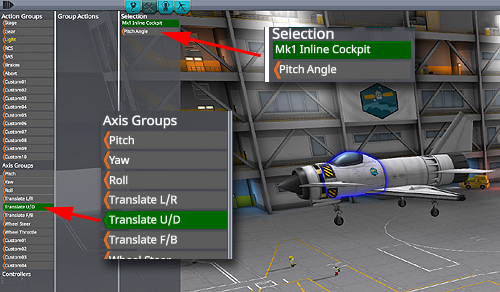 Action Groups
Stage
Gear
Light
RCS
SAS
Brakes
Abort
Custom01
Custom02
Custom03
Custom04
Custom05
Custom06
Custom07
Custom08
Custom09
Custom10
Axis Groups
Pitch
Yaw
Roll
Translate L/R
Translate U/D
Translate F/B
Wheel Steer
Wheel Throttle
Custom01
Custom02
Custom03
Custom04
Controllers
Group Actions
Selection
Mk1 Inline Cockpit
Pitch Angle
Selection
Mk1 Inline Cockpit
Pitch Angle
Axis Groups
Pitch
Yaw
Roll
Translate L/R
Translate U/D
Translate F/B
Wheel Steer